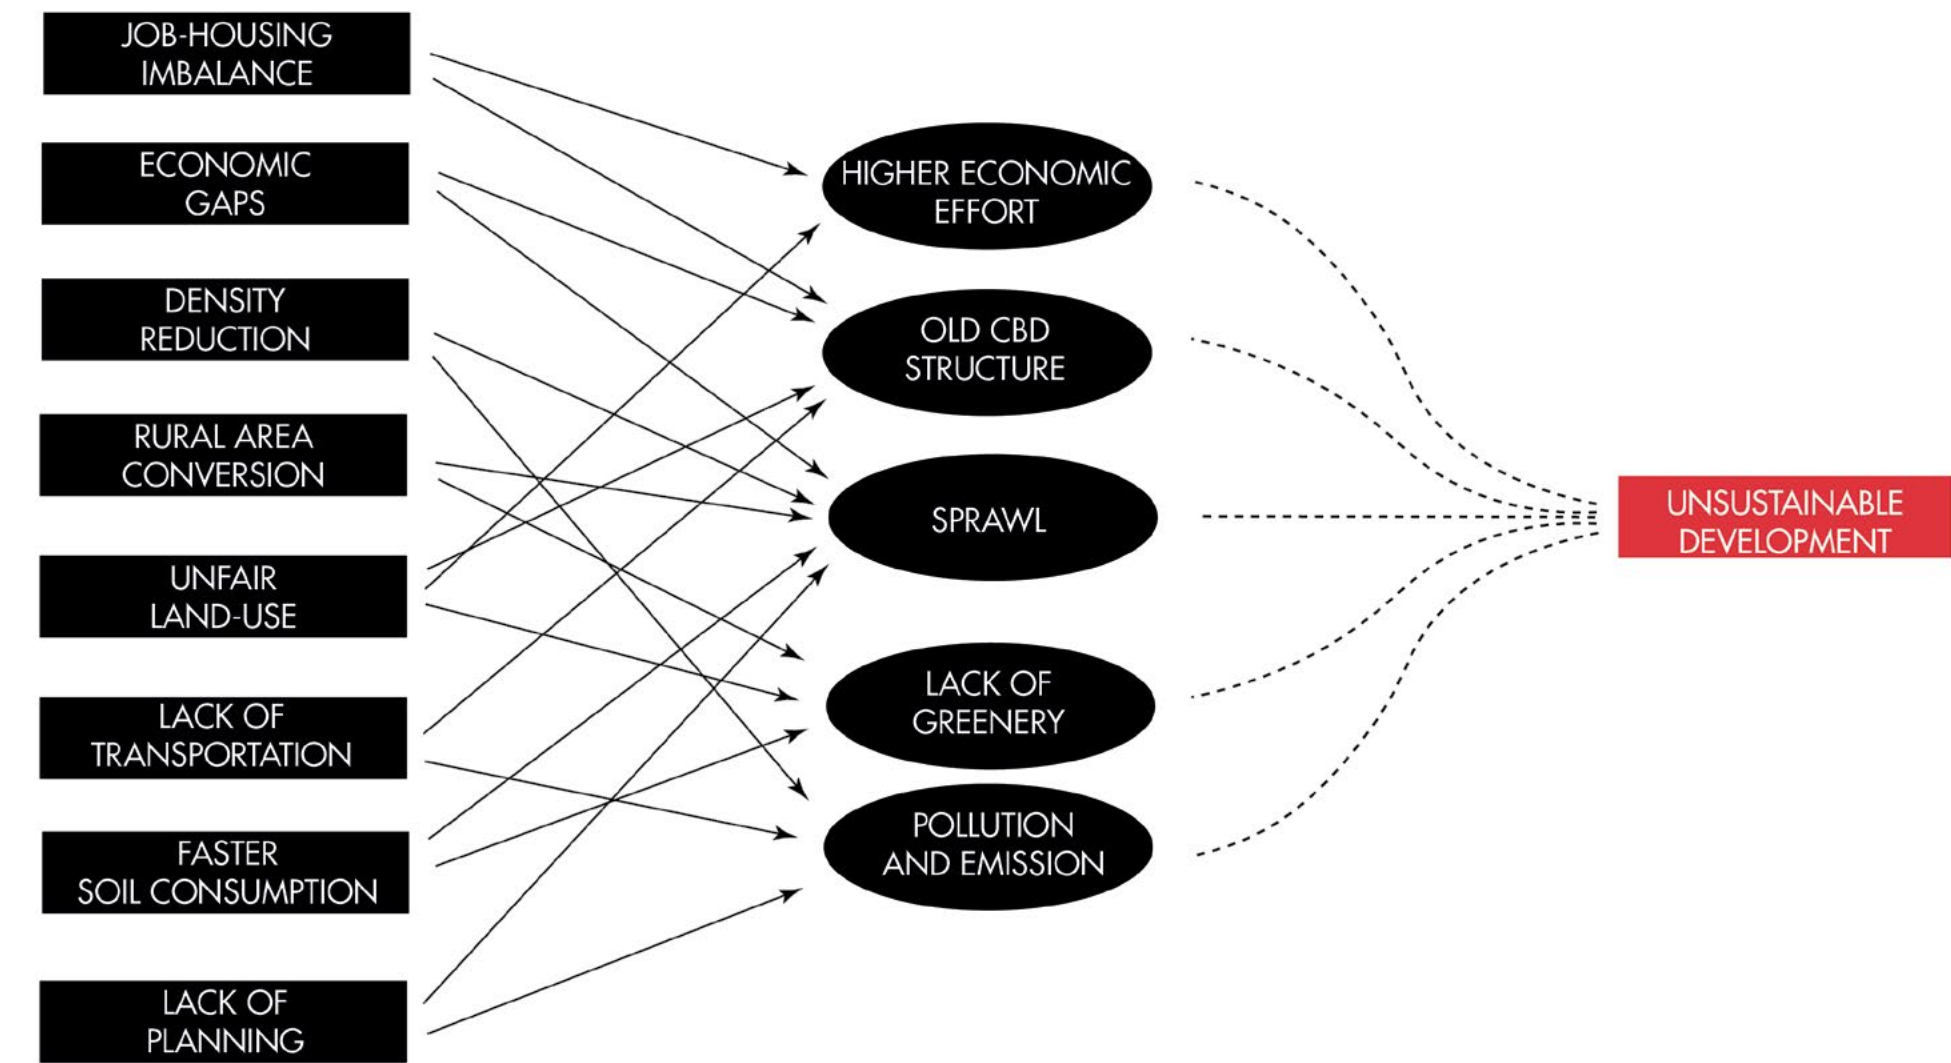 JOB-HOUSING
IMBALANCE
ECONOMIC
GAPS
DENSITY
REDUCTION
RURAL AREA
CONVERSION
UNFAIR
LAND-USE
LACK OF
TRANSPORTATION
FASTER
SOIL CONSUMPTION
LACK OF
PLANNING
HIGHER ECONOMIC
EFFORT
OLD CBD
STRUCTURE
SPRAWL
LACK OF
GREENERY
POLLUTION
AND EMISSION
UNSUSTAINABLE
DEVELOPMENT